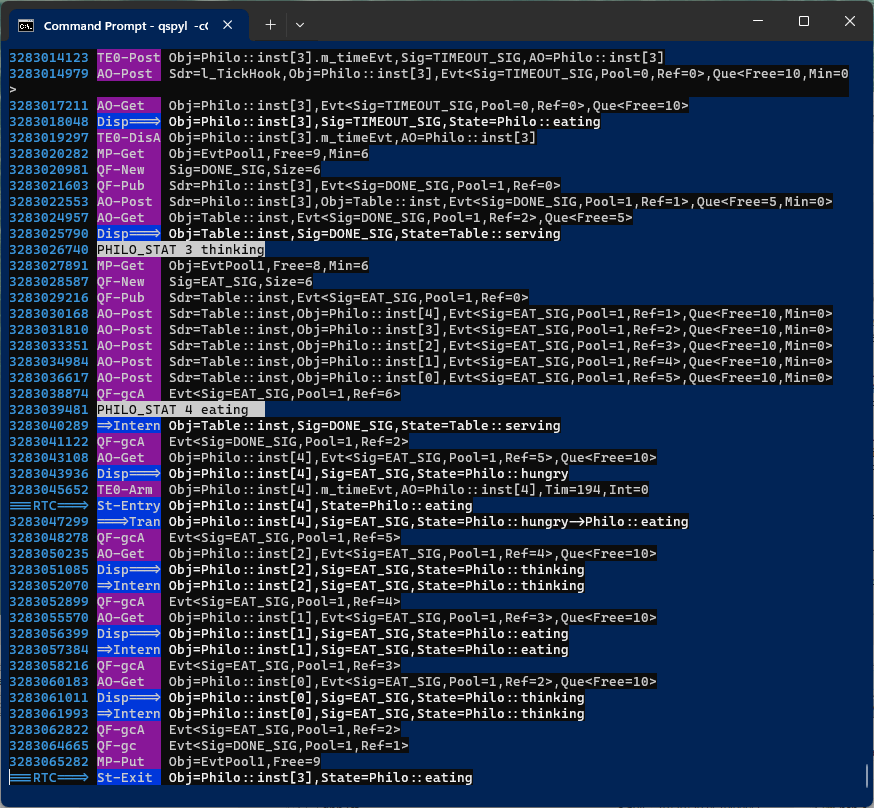 Command Prompt - qspyl -c(
3283014123 TE0-Post Obj=Philo::inst[3].m_timeEvt,Sig=TIMEOUT_SIG,AO=Philo::inst[3]
3283014979 AO-Post Sdr=l_TickHook,Obj=Philo::inst[3],Evt<Sig=TIMEOUT_SIG,Pool=0,Ref=0>,Que<Free=10,Min=0
>
3283017211 AO-Get Obj=Philo::inst[3],Evt<Sig=TIMEOUT_SIG,Pool=0,Ref=0>,Que<Free=10>
3283018048 Disp===> Obj=Philo::inst[3],Sig=TIMEOUT_SIG,State=Philo::eating
3283019297 TE0-DisA Obj=Philo::inst[3].m_timeEvt,AO=Philo::inst[3]
3283020282 MP-Get Obj=EvtPool1,Free=9,Min=6
3283020981 QF-New Sig=DONE_SIG,Size=6
3283021603 QF-Pub Sdr=Philo::inst[3],Evt<Sig=DONE_SIG,Pool=1,Ref=0>
3283022553 AO-Post Sdr=Philo::inst[3],Obj=Table::inst,Evt<Sig=DONE_SIG,Pool=1,Ref=1>,Que<Free=5,Min=0>
3283024957 AO-Get Obj=Table::inst,Evt<Sig=DONE_SIG,Pool=1,Ref=2>,Que<Free=5>
3283025790 Disp===> Obj=Table::inst,Sig=DONE_SIG,State=Table::serving
3283026740 PHILO_STAT 3 thinking
3283027891 MP-Get Obj=EvtPool1,Free=8,Min=6
3283028587 QF-New Sig=EAT_SIG,Size=6
3283029216 QF-Pub Sdr=Table::inst,Evt<Sig=EAT_SIG,Pool=1,Ref=0>
3283030168 AO-Post Sdr=Table::inst,Obj=Philo::inst[4],Evt<Sig=EAT_SIG,Pool=1,Ref=1>,Que<Free=10,Min=0>
3283031810 AO-Post Sdr=Table::inst,Obj=Philo::inst[3],Evt<Sig=EAT_SIG,Pool=1,Ref=2>,Que<Free=10,Min=0>
3283033351 AO-Post Sdr=Table::inst,Obj=Philo::inst[2],Evt<Sig=EAT_SIG,Pool=1,Ref=3>,Que<Free=10,Min=0>
3283034984 AO-Post Sdr=Table::inst,Obj=Philo::inst[1],Evt<Sig=EAT_SIG,Pool=1,Ref=4>,Que<Free=10,Min=0>
3283036617 AO-Post Sdr=Table::inst,Obj=Philo::inst[0],Evt<Sig=EAT_SIG,Pool=1,Ref=5>,Que<Free=10,Min=0>
3283038874 QF-gcA Evt<Sig=EAT_SIG,Pool=1,Ref=6>
3283039481 PHILO_STAT 4 eating
3283040289 =>Intern Obj=Table::inst,Sig=DONE_SIG,State=Table::serving
3283041122 QF-gcA Evt<Sig=DONE_SIG,Pool=1,Ref=2>
3283043108 AO-Get Obj=Philo::inst[4],Evt<Sig=EAT_SIG,Pool=1,Ref=5>,Que<Free=10>
3283043936 Disp===> Obj=Philo::inst[4],Sig=EAT_SIG,State=Philo::hungry
3283045652 TE0-Arm Obj=Philo::inst[4].m_timeEvt,AO=Philo::inst[4],Tim=194,Int=0
===RTC===> St-Entry Obj=Philo::inst[4],State=Philo::eating
3283047299 ===>Tran Obj=Philo::inst[4],Sig=EAT_SIG,State=Philo::hungry->Philo::eating
3283048278 QF-gcA Evt<Sig=EAT_SIG,Pool=1,Ref=5>
3283050235 AO-Get Obj=Philo::inst[2],Evt<Sig=EAT_SIG,Pool=1,Ref=4>,Que<Free=10>
3283051085 Disp===> Obj=Philo::inst[2],Sig=EAT_SIG,State=Philo::thinking
3283052070 =>Intern Obj=Philo::inst[2],Sig=EAT_SIG,State=Philo::thinking
3283052899 QF-gcA Evt<Sig=EAT_SIG,Pool=1,Ref=4>
3283055570 AO-Get Obj=Philo::inst[1],Evt<Sig=EAT_SIG,Pool=1,Ref=3>,Que<Free=10>
3283056399 Disp===> Obj=Philo::inst[1],Sig=EAT_SIG,State=Philo::eating
3283057384 =>Intern Obj=Philo::inst[1],Sig=EAT_SIG,State=Philo::eating
3283058216 QF-gcA Evt<Sig=EAT_SIG,Pool=1,Ref=3>
3283060183 AO-Get Obj=Philo::inst[0],Evt<Sig=EAT_SIG,Pool=1,Ref=2>,Que<Free=10>
3283061011 Disp===> Obj=Philo::inst[0],Sig=EAT_SIG,State=Philo::thinking
3283061993 =>Intern Obj=Philo::inst[0],Sig=EAT_SIG,State=Philo::thinking
3283062822 QF-gcA Evt<Sig=EAT_SIG,Pool=1,Ref=2>
3283064665 QF-gc Evt<Sig=DONE_SIG,Pool=1,Ref=1>
3283065282 MP-Put Obj=EvtPool1,Free=9
===RTC===> St-Exit Obj=Philo::inst[3],State=Philo::eating